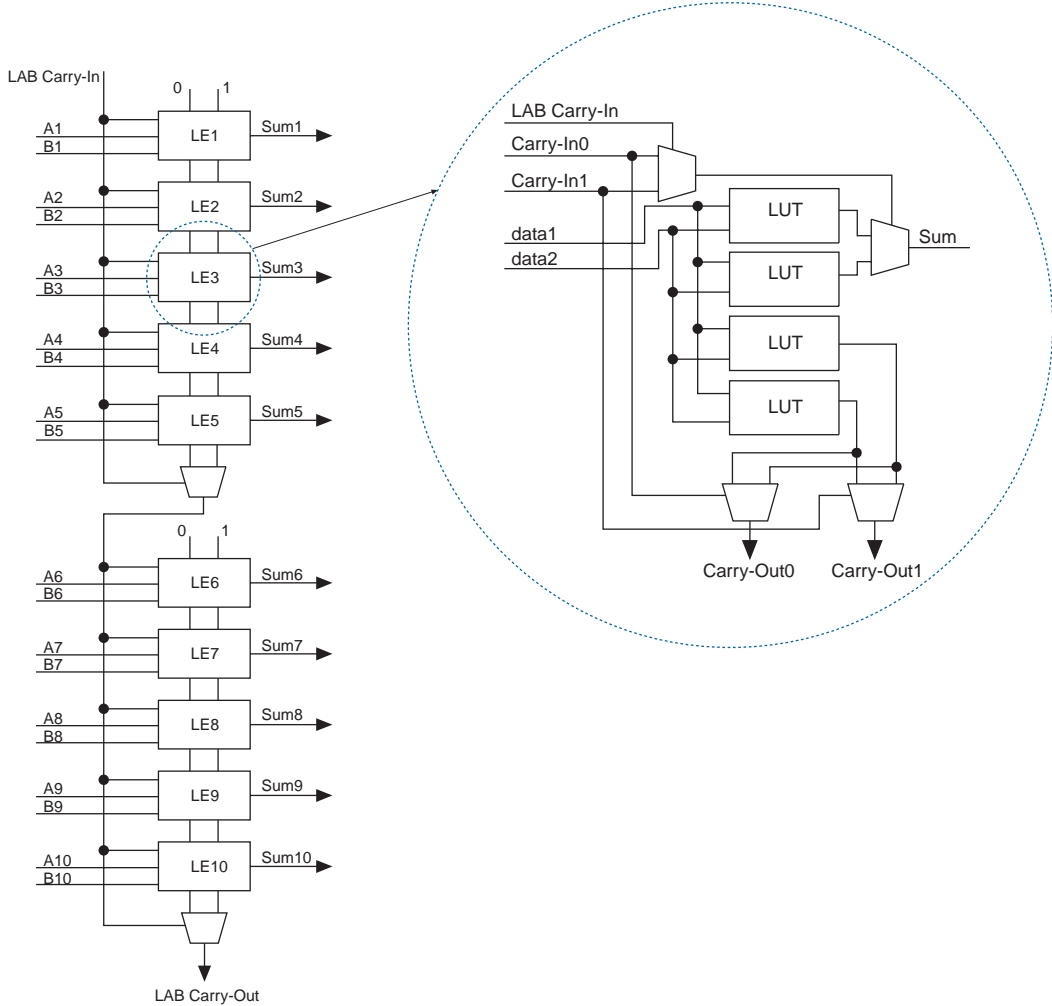 LAB Carry-In
0 1
A1
B1
LE1
Sum1
A2
B2
LE2
Sum2
A3
B3
LE3
Sum3
A4
B4
LE4
Sum4
A5
B5
LE5
Sum5
0 1
A6
B6
LE6
Sum6
A7
B7
LE7
Sum7
A8
B8
LE8
Sum8
A9
B9
LE9
Sum9
A10
B10
LE10
Sum10
LAB Carry-Out
LAB Carry-In
Carry-In0
Carry-In1
data1
data2
LUT
LUT
LUT
LUT
Sum
Carry-Out0
Carry-Out1